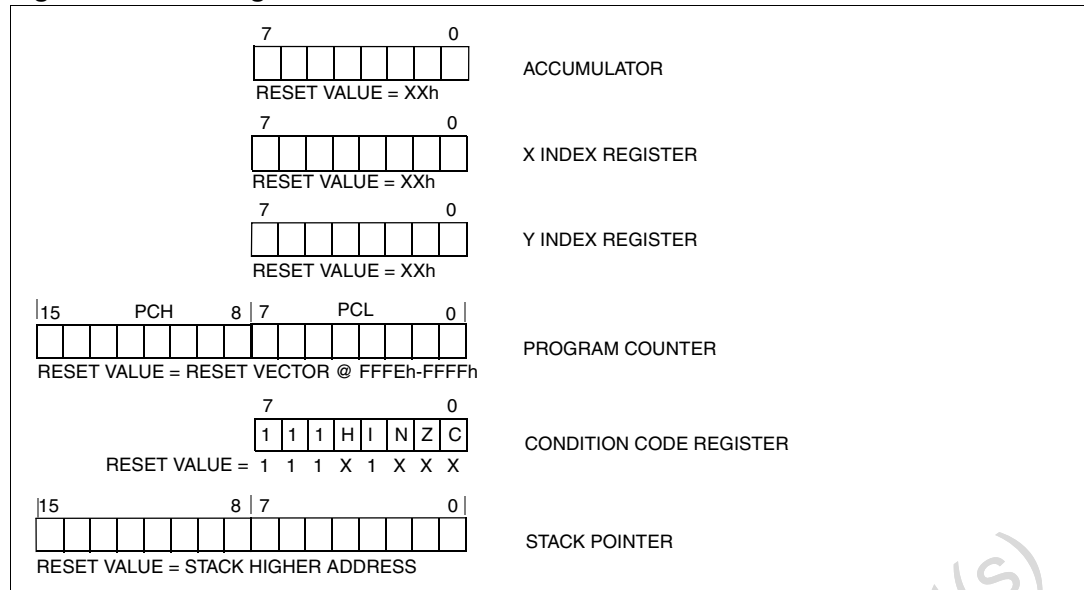 7 0
ACCUMULATOR
RESET VALUE = XXh
7 0
X INDEX REGISTER
RESET VALUE = XXh
7 0
Y INDEX REGISTER
RESET VALUE = XXh
15 PCH 8 7 PCL 0
PROGRAM COUNTER
RESET VALUE = RESET VECTOR @ FFFEh-FFFFh
7 0
1 1 1 H I N Z C
CONDITION CODE REGISTER
RESET VALUE = 1 1 1 X 1 X X X
15 8 7 0
STACK POINTER
RESET VALUE = STACK HIGHER ADDRESS
(s)